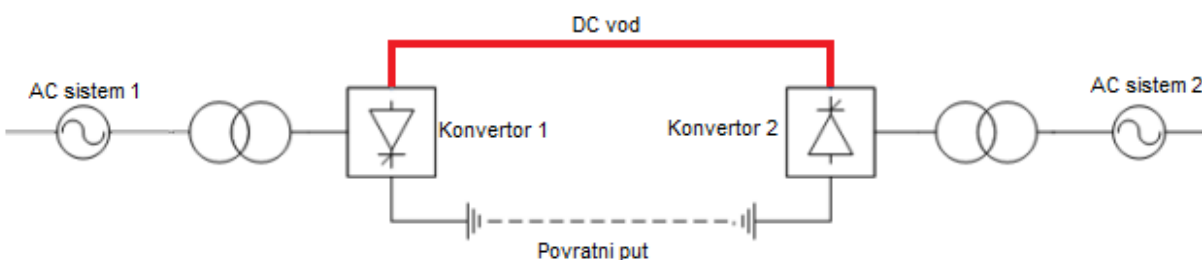 DC vod
AC sistem 1
AC sistem 2
Konvertor 1
Konvertor 2
Povratni put